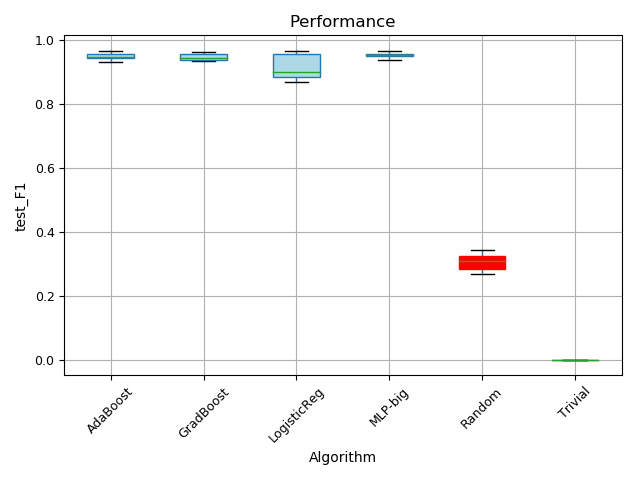 Performance
1.0
0.8
0.6
0.4
0.2
0.0
test_F1
AdaBoost
GradBoost
LogisticReg
MLP-big
Random
Trivial
Algorithm